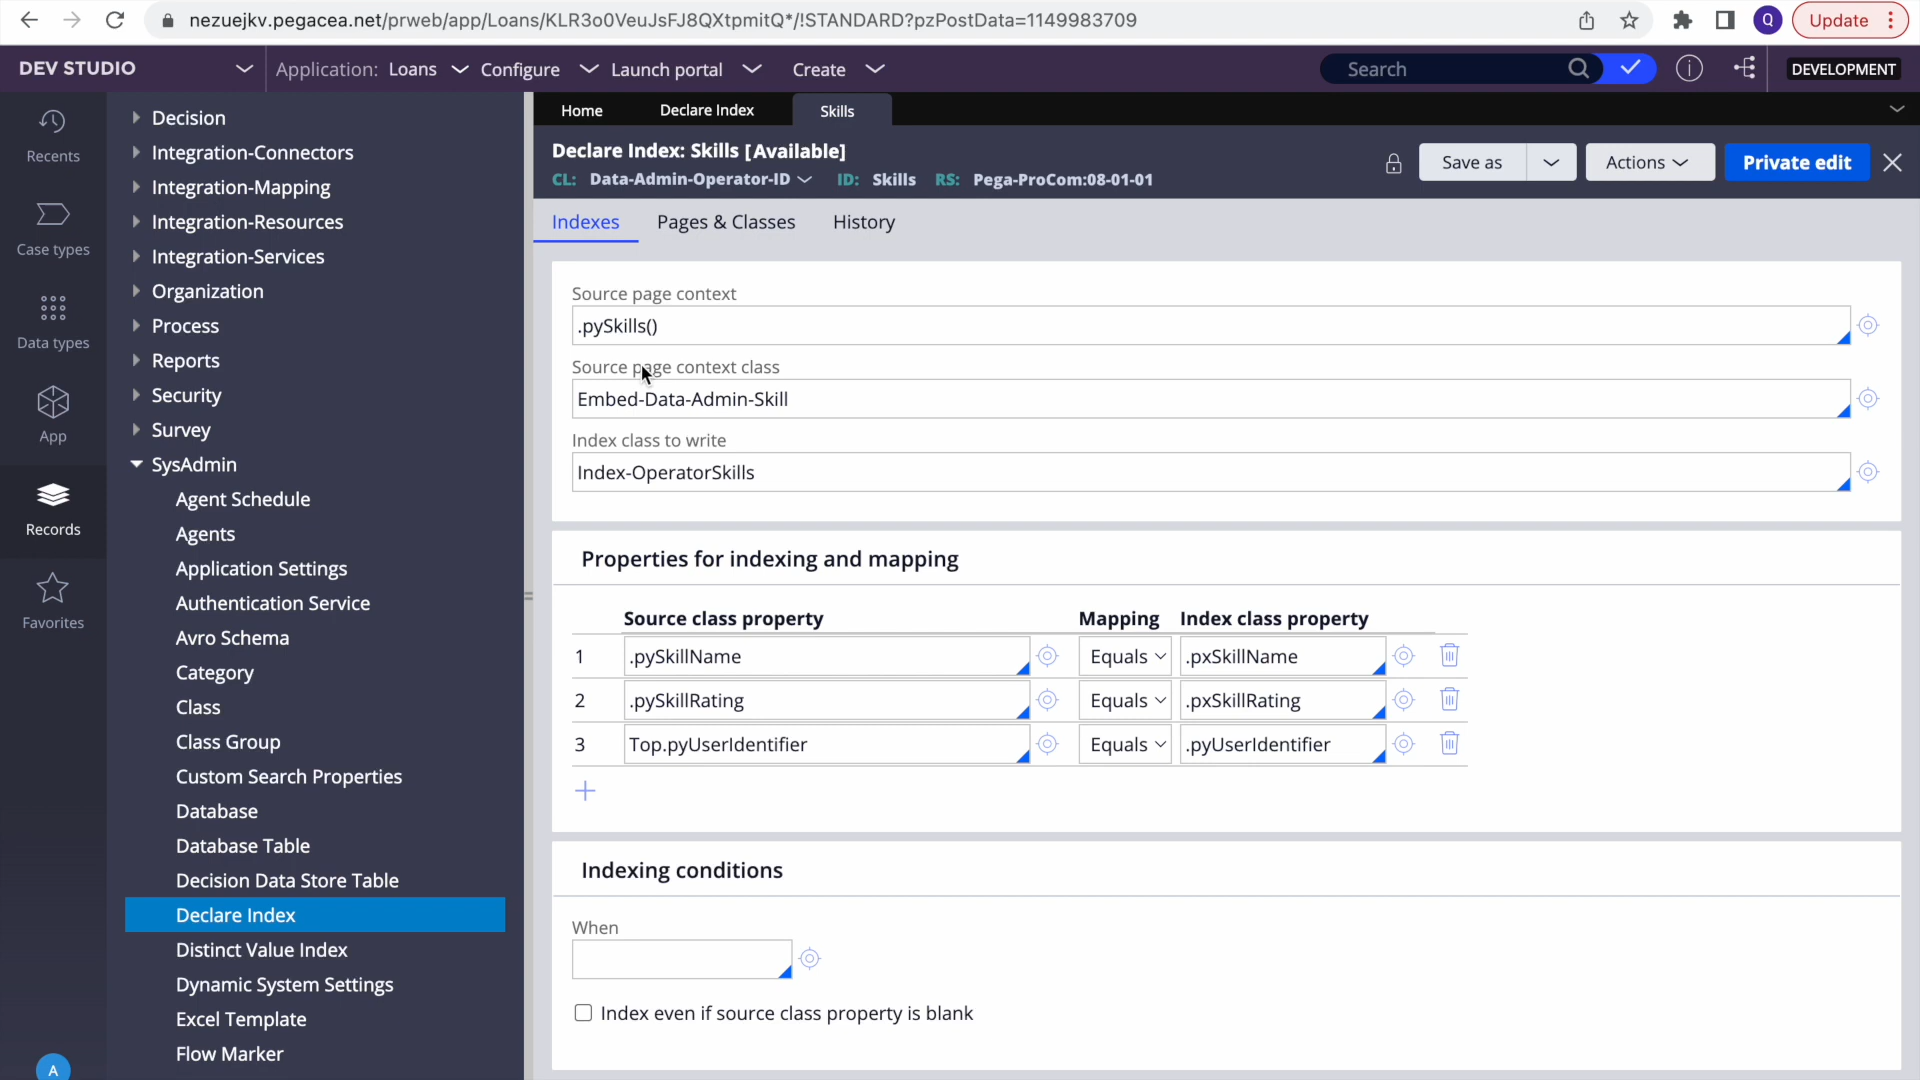 nezuejkv.pegacea.net/prweb/app/Loans/KLR3o0VeuJsFJ8QXtpmitQ*/!STANDARD?pzPostData=1149983709
Q
Update
DEV STUDIO
Application: Loans
Configure
Launch portal
Create
Search
DEVELOPMENT
Recents
Case types
Data types
App
Records
Favorites
A
Decision
Integration-Connectors
Integration-Mapping
Integration-Resources
Integration-Services
Organization
Process
Reports
Security
Survey
SysAdmin
Agent Schedule
Agents
Application Settings
Authentication Service
Avro Schema
Category
Class
Class Group
Custom Search Properties
Database
Database Table
Decision Data Store Table
Declare Index
Distinct Value Index
Dynamic System Settings
Excel Template
Flow Marker
Home
Declare Index
Skills
Declare Index: Skills [Available]
CL: Data-Admin-Operator-ID ID: Skills RS: Pega-ProCom:08-01-01
Save as
Actions
Private edit
Indexes
Pages & Classes
History
Source page context
.pySkills()
Source page context class
Embed-Data-Admin-Skill
Index class to write
Index-OperatorSkills
Properties for indexing and mapping
Source class property Mapping Index class property
1 .pySkillName Equals .pxSkillName
2 .pySkillRating Equals .pxSkillRating
3 Top.pyUserIdentifier Equals .pyUserIdentifier
Indexing conditions
When
Index even if source class property is blank